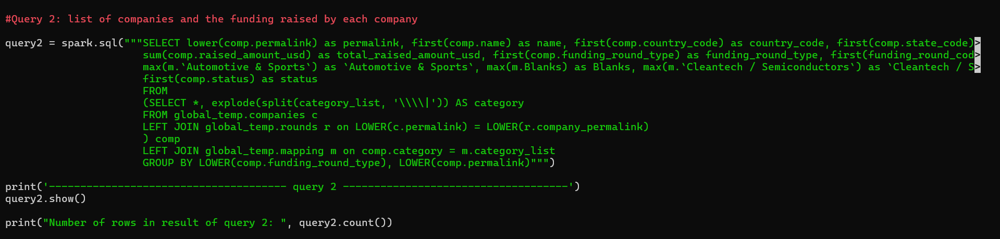 #Query 2: list of companies and the funding raised by each company
query2 = spark.sql("""SELECT lower(comp.permalink) as permalink, first(comp.name) as name, first(comp.country_code) as country_code, first(comp.state_code)>
sum(comp.raised_amount_usd) as total_raised_amount_usd, first(comp.funding_round_type) as funding_round_type, first(funding_round_cod>
max(m.`Automotive & Sports`) as `Automotive & Sports`, max(m.Blanks) as Blanks, max(m.`Cleantech / Semiconductors`) as `Cleantech / S>
first(comp.status) as status
FROM
(SELECT *, explode(split(category_list, '\\\\|')) AS category
FROM global_temp.companies c
LEFT JOIN global_temp.rounds r on LOWER(c.permalink) = LOWER(r.company_permalink)
) comp
LEFT JOIN global_temp.mapping m on comp.category = m.category_list
GROUP BY LOWER(comp.funding_round_type), LOWER(comp.permalink)""")
print('-------------------------------------- query 2 ------------------------------------')
query2.show()
print("Number of rows in result of query 2: ", query2.count())